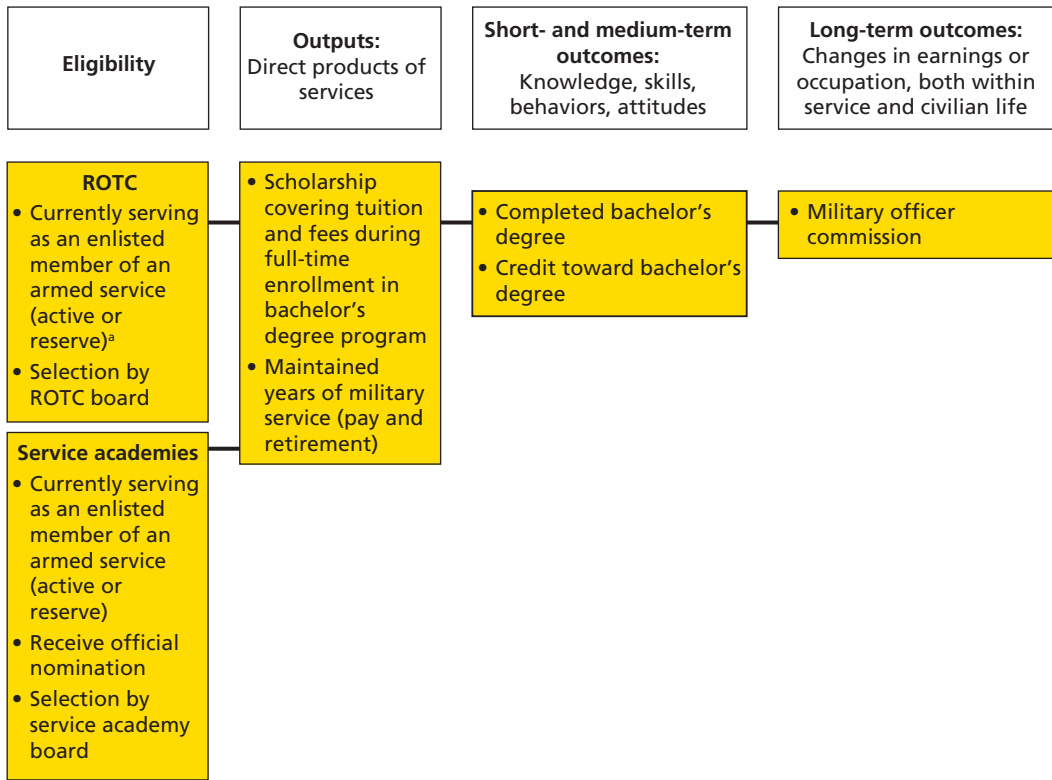 Eligibility
Outputs:
Direct products of
services
Short- and medium-term
outcomes:
Knowledge, skills,
behaviors, attitudes
Long-term outcomes:
Changes in earnings or
occupation, both within
service and civilian life
ROTC
• Currently serving
as an enlisted
member of an
armed service
(active or
reserve)ᵃ
• Selection by
ROTC board
Service academies
• Currently serving
as an enlisted
member of an
armed service
(active or
reserve)
• Receive official
nomination
• Selection by
service academy
board
• Scholarship
covering tuition
and fees during
full-time
enrollment in
bachelor's
degree program
• Maintained
years of military
service (pay and
retirement)
• Completed bachelor's
degree
• Credit toward bachelor's
degree
• Military officer
commission